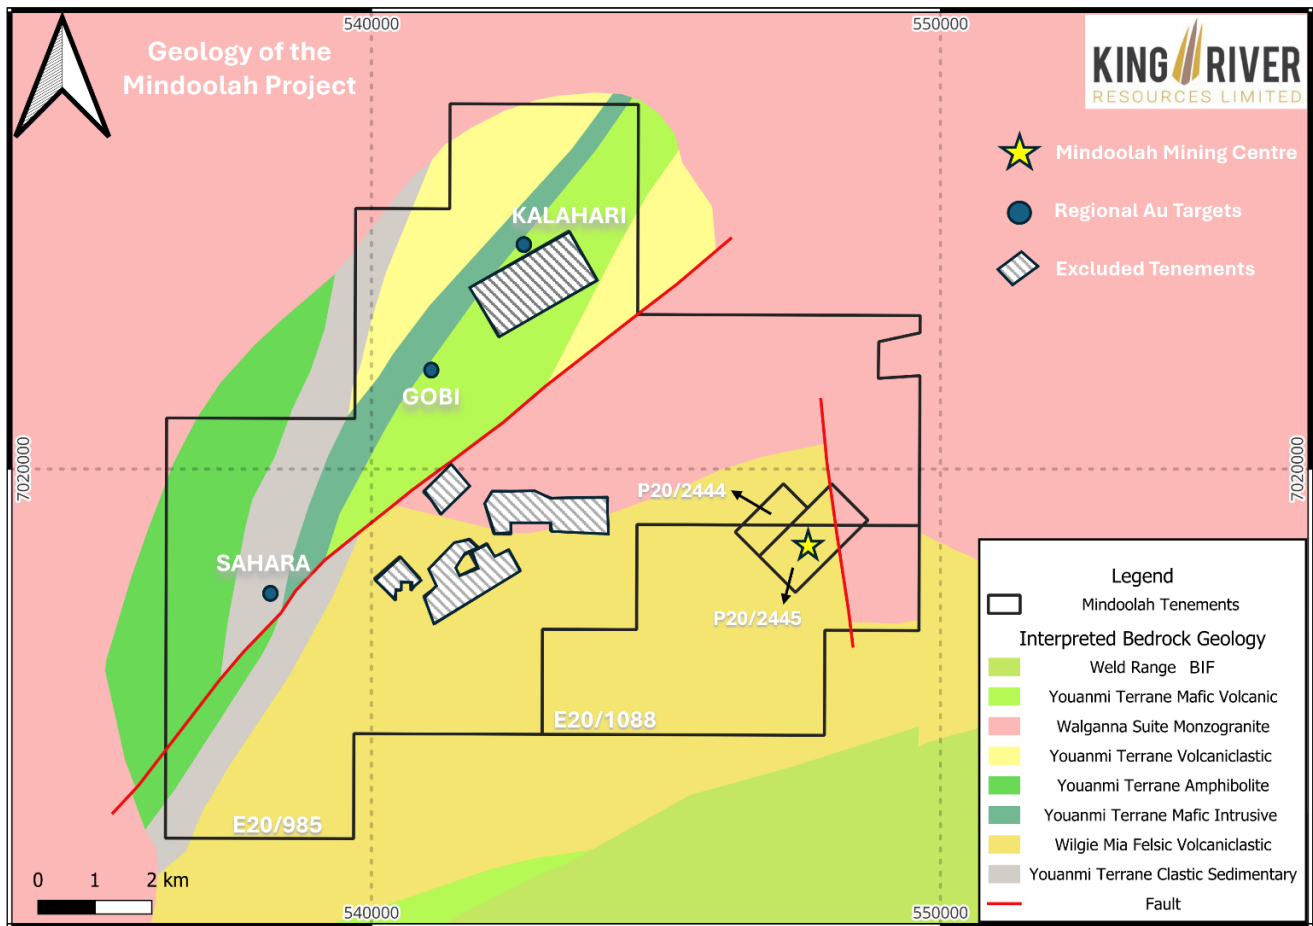 540000
550000
Geology of the
Mindoolah Project
KING RIVER
RESOURCES LIMITED
Mindoolah Mining Centre
Regional Au Targets
Excluded Tenements
KALAHARI
GOBI
7020000
7020000
P20/2444
SAHARA
P20/2445
E20/1088
E20/985
Legend
Mindoolah Tenements
Interpreted Bedrock Geology
Weld Range BIF
Youanmi Terrane Mafic Volcanic
Walganna Suite Monzogranite
Youanmi Terrane Volcaniclastic
Youanmi Terrane Amphibolite
Youanmi Terrane Mafic Intrusive
Wilgie Mia Felsic Volcaniclastic
Youanmi Terrane Clastic Sedimentary
Fault
0 1 2 km
540000
550000